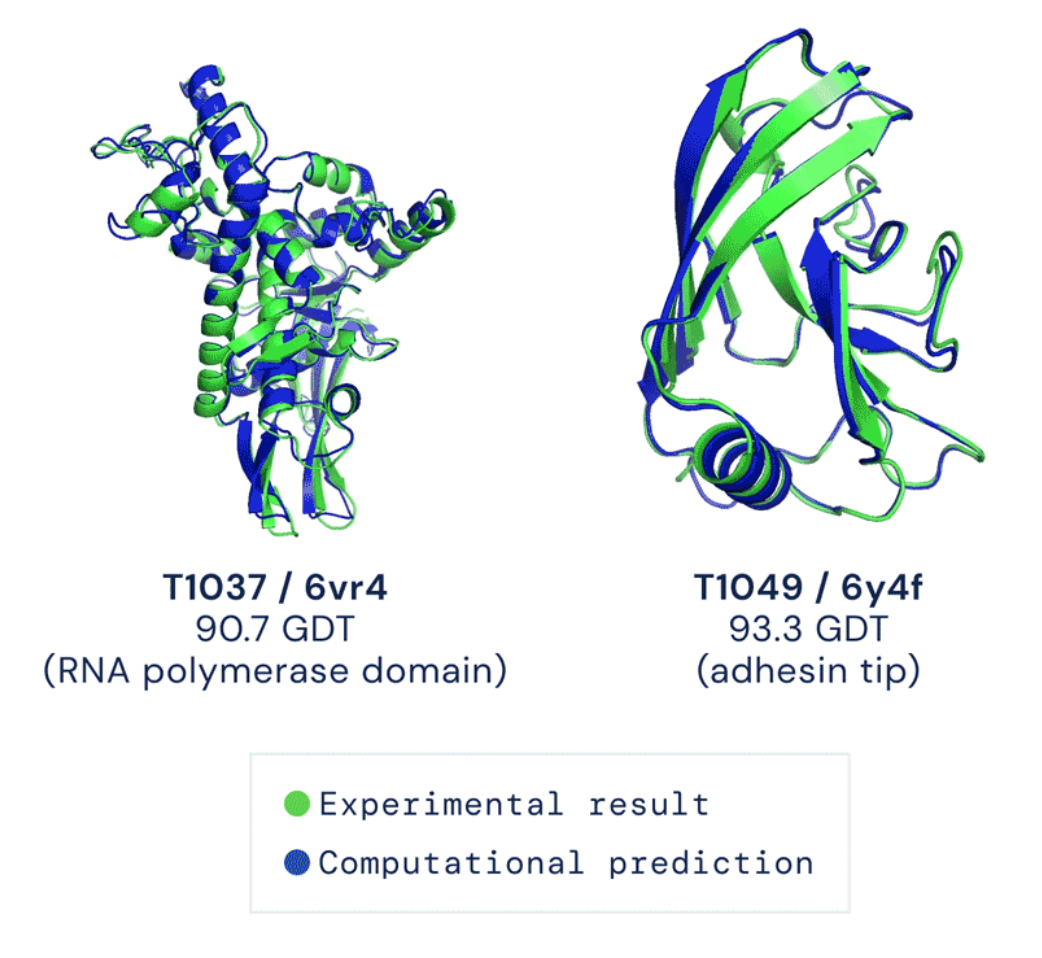 T1037 / 6vr4
90.7 GDT
(RNA polymerase domain)
T1049 / 6y4f
93.3 GDT
(adhesin tip)
Experimental result
Computational prediction